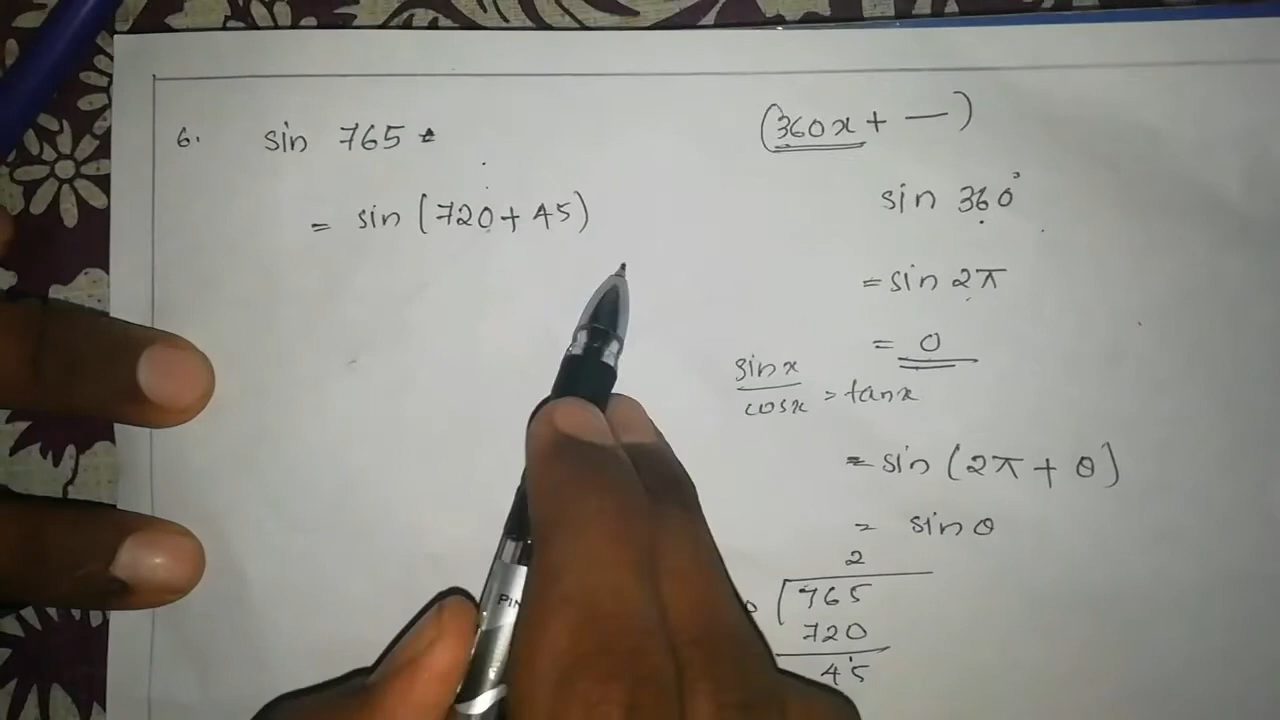 6. sin 765
= sin (720 + 45)
(360x + —)
sin 360°
= sin 2π
= 0
sin x / cos x = tan x
= sin (2π + θ)
= sin θ
2
765
720
45